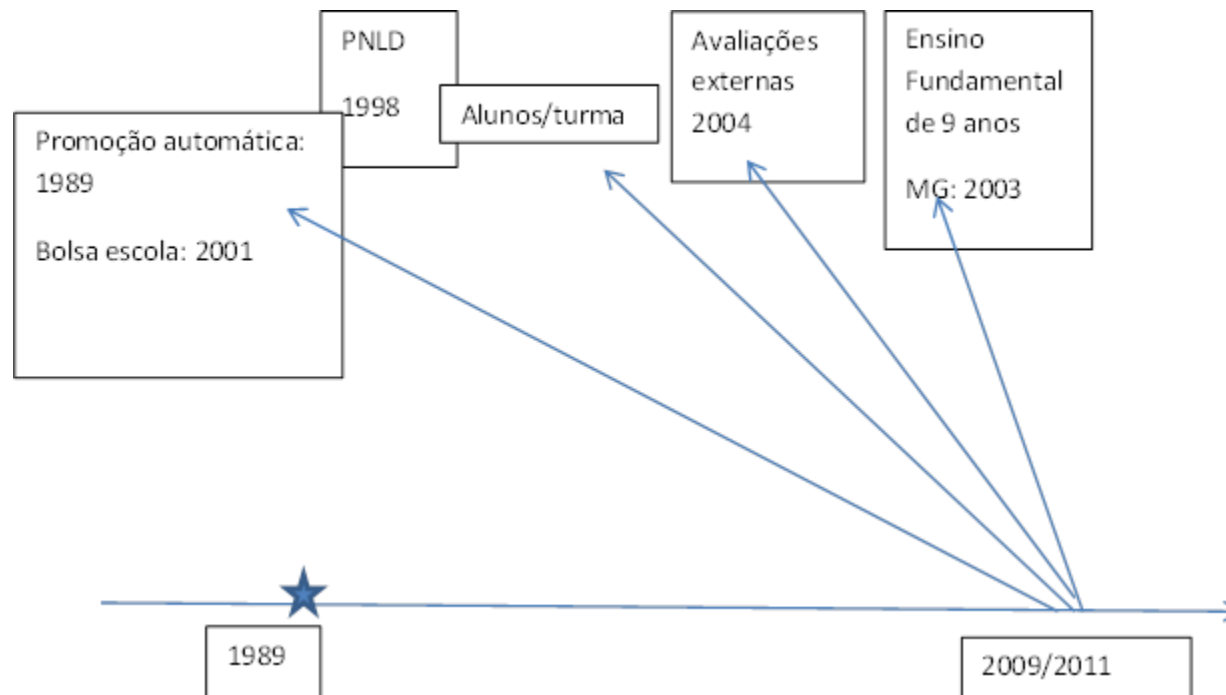 PNLD
1998
Alunos/turma
Avaliações
externas
2004
Ensino
Fundamental
de 9 anos
MG: 2003
Promoção automática:
1989
Bolsa escola: 2001
1989
2009/2011